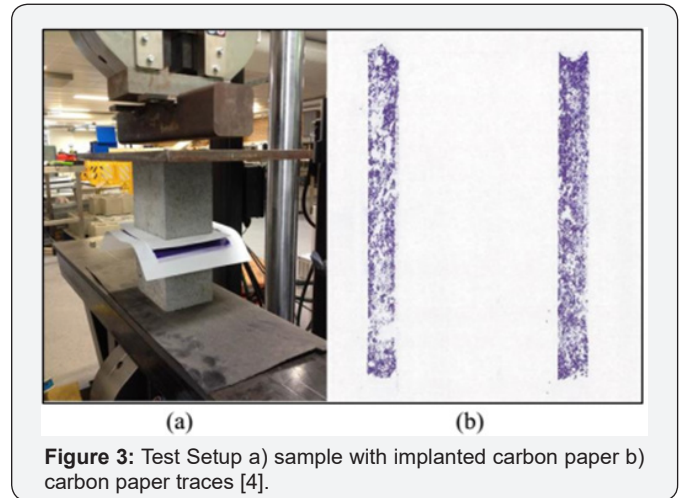 (a)
(b)
Figure 3: Test Setup a) sample with implanted carbon paper b)
carbon paper traces [4].